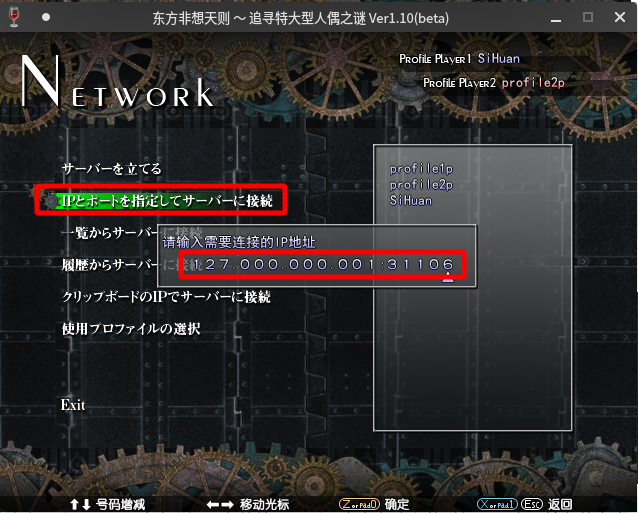 东方非想天则 ～ 追寻特大型人偶之谜 Ver1.10(beta)
Profile Player1 SiHuan
Profile Player2 profile2p
NETWORK
サーバーを立てる
IPとポートを指定してサーバーに接続
一覧からサーバーに接続
履歴からサーバーに接続
クリップボードのIPでサーバーに接続
使用プロファイルの選択
Exit
请输入需要连接的IP地址
127.000.000.001:31106
profile1p
profile2p
SiHuan
号码增减
移动光标
Z or Pad0 确定
X or Pad1 Esc 返回